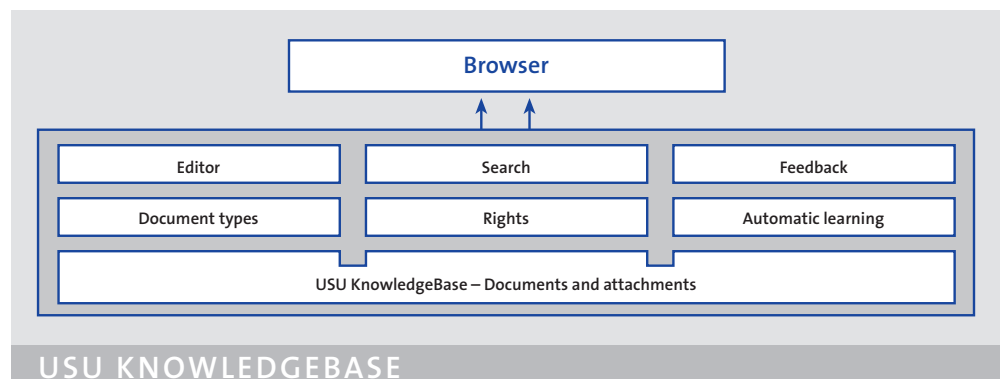 Browser
Editor
Search
Feedback
Document types
Rights
Automatic learning
USU KnowledgeBase – Documents and attachments
USU KNOWLEDGEBASE